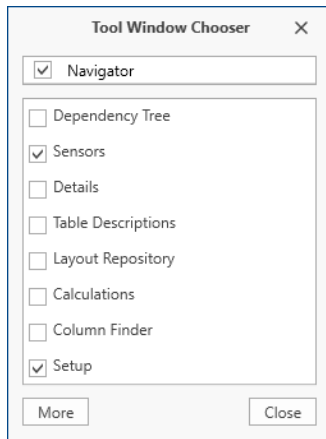 Tool Window Chooser
Navigator
Dependency Tree
Sensors
Details
Table Descriptions
Layout Repository
Calculations
Column Finder
Setup
More Close